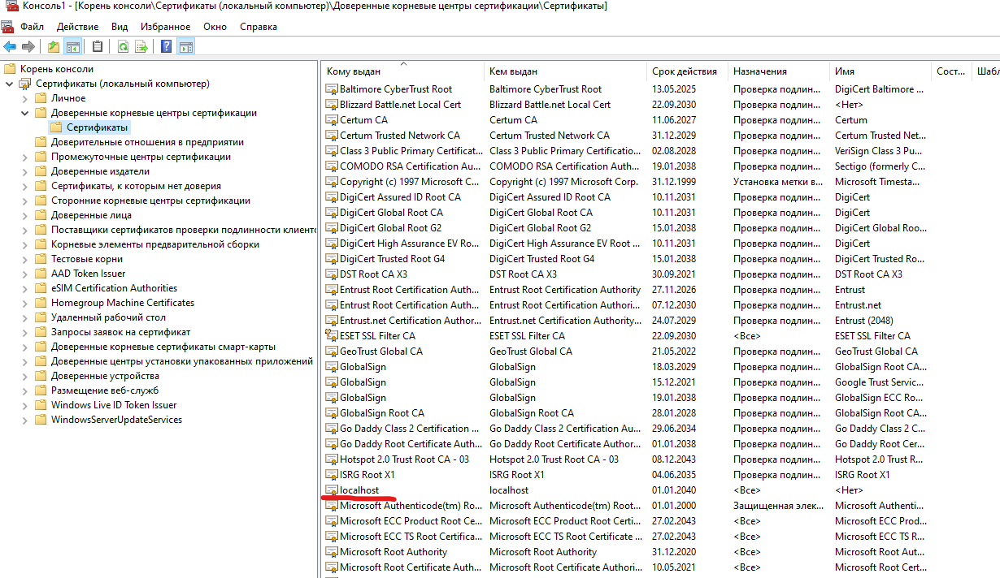 Консоль1 - [Корень консоли\Сертификаты (локальный компьютер)\Доверенные корневые центры сертификации\Сертификаты]
Файл Действие Вид Избранное Окно Справка
Корень консоли
Сертификаты (локальный компьютер)
Личное
Доверенные корневые центры сертификации
Сертификаты
Доверительные отношения в предприятии
Промежуточные центры сертификации
Доверенные издатели
Сертификаты, к которым нет доверия
Сторонние корневые центры сертификации
Доверенные лица
Поставщики сертификатов проверки подлинности клиенто
Корневые элементы предварительной сборки
Тестовые корни
AAD Token Issuer
eSIM Certification Authorities
Homegroup Machine Certificates
Удаленный рабочий стол
Запросы заявок на сертификат
Доверенные корневые сертификаты смарт-карты
Доверенные центры установки упакованных приложений
Доверенные устройства
Размещение веб-служб
Windows Live ID Token Issuer
WindowsServerUpdateServices
Кому выдан Кем выдан Срок действия Назначения Имя Сост... Шабл
Baltimore CyberTrust Root Baltimore CyberTrust Root 13.05.2025 Проверка подлин... DigiCert Baltimore ...
Blizzard Battle.net Local Cert Blizzard Battle.net Local Cert 22.09.2030 Проверка подлин... <Нет>
Certum CA Certum CA 11.06.2027 Проверка подлин... Certum
Certum Trusted Network CA Certum Trusted Network CA 31.12.2029 Проверка подлин... Certum Trusted Net...
Class 3 Public Primary Certificat... Class 3 Public Primary Certificatio... 02.08.2028 Проверка подлин... VeriSign Class 3 Pu...
COMODO RSA Certification Au... COMODO RSA Certification Auth... 19.01.2038 Проверка подлин... Sectigo (formerly C...
Copyright (c) 1997 Microsoft C... Copyright (c) 1997 Microsoft Corp. 31.12.1999 Установка метки в... Microsoft Timesta...
DigiCert Assured ID Root CA DigiCert Assured ID Root CA 10.11.2031 Проверка подлин... DigiCert
DigiCert Global Root CA DigiCert Global Root CA 10.11.2031 Проверка подлин... DigiCert
DigiCert Global Root G2 DigiCert Global Root G2 15.01.2038 Проверка подлин... DigiCert Global Roo...
DigiCert High Assurance EV Ro... DigiCert High Assurance EV Root ... 10.11.2031 Проверка подлин... DigiCert
DigiCert Trusted Root G4 DigiCert Trusted Root G4 15.01.2038 Проверка подлин... DigiCert Trusted Ro...
DST Root CA X3 DST Root CA X3 30.09.2021 Проверка подлин... DST Root CA X3
Entrust Root Certification Auth... Entrust Root Certification Authority 27.11.2026 Проверка подлин... Entrust
Entrust Root Certification Auth... Entrust Root Certification Authori... 07.12.2030 Проверка подлин... Entrust.net
Entrust.net Certification Author... Entrust.net Certification Authority... 24.07.2029 Проверка подлин... Entrust (2048)
ESET SSL Filter CA ESET SSL Filter CA 22.09.2030 <Все> ESET SSL Filter CA
GeoTrust Global CA GeoTrust Global CA 21.05.2022 Проверка подлин... GeoTrust Global CA
GlobalSign GlobalSign 18.03.2029 Проверка подлин... GlobalSign Root CA...
GlobalSign GlobalSign 15.12.2021 Проверка подлин... Google Trust Servic...
GlobalSign GlobalSign 19.01.2038 Проверка подлин... GlobalSign ECC Ro...
GlobalSign Root CA GlobalSign Root CA 28.01.2028 Проверка подлин... GlobalSign Root CA...
Go Daddy Class 2 Certification ... Go Daddy Class 2 Certification Au... 29.06.2034 Проверка подлин... Go Daddy Class 2 C...
Go Daddy Root Certificate Auth... Go Daddy Root Certificate Author... 01.01.2038 Проверка подлин... Go Daddy Root Cer...
Hotspot 2.0 Trust Root CA - 03 Hotspot 2.0 Trust Root CA - 03 08.12.2043 Проверка подлин... Hotspot 2.0 Trust R...
ISRG Root X1 ISRG Root X1 04.06.2035 Проверка подлин... ISRG Root X1
localhost localhost 01.01.2040 <Все> <Нет>
Microsoft Authenticode(tm) Ro... Microsoft Authenticode(tm) Root... 01.01.2000 Защищенная элек... Microsoft Authenti...
Microsoft ECC Product Root Ce... Microsoft ECC Product Root Certi... 27.02.2043 <Все> Microsoft ECC Prod...
Microsoft ECC TS Root Certifica... Microsoft ECC TS Root Certificate ... 27.02.2043 <Все> Microsoft ECC TS R...
Microsoft Root Authority Microsoft Root Authority 31.12.2020 <Все> Microsoft Root Aut...
Microsoft Root Certificate Auth... Microsoft Root Certificate Authori... 10.05.2021 <Все> Microsoft Root Cert...